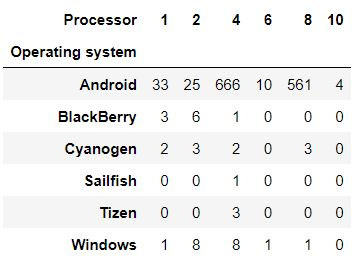 Processor 1 2 4 6 8 10
Operating system
Android 33 25 666 10 561 4
BlackBerry 3 6 1 0 0 0
Cyanogen 2 3 2 0 3 0
Sailfish 0 0 1 0 0 0
Tizen 0 0 3 0 0 0
Windows 1 8 8 1 1 0